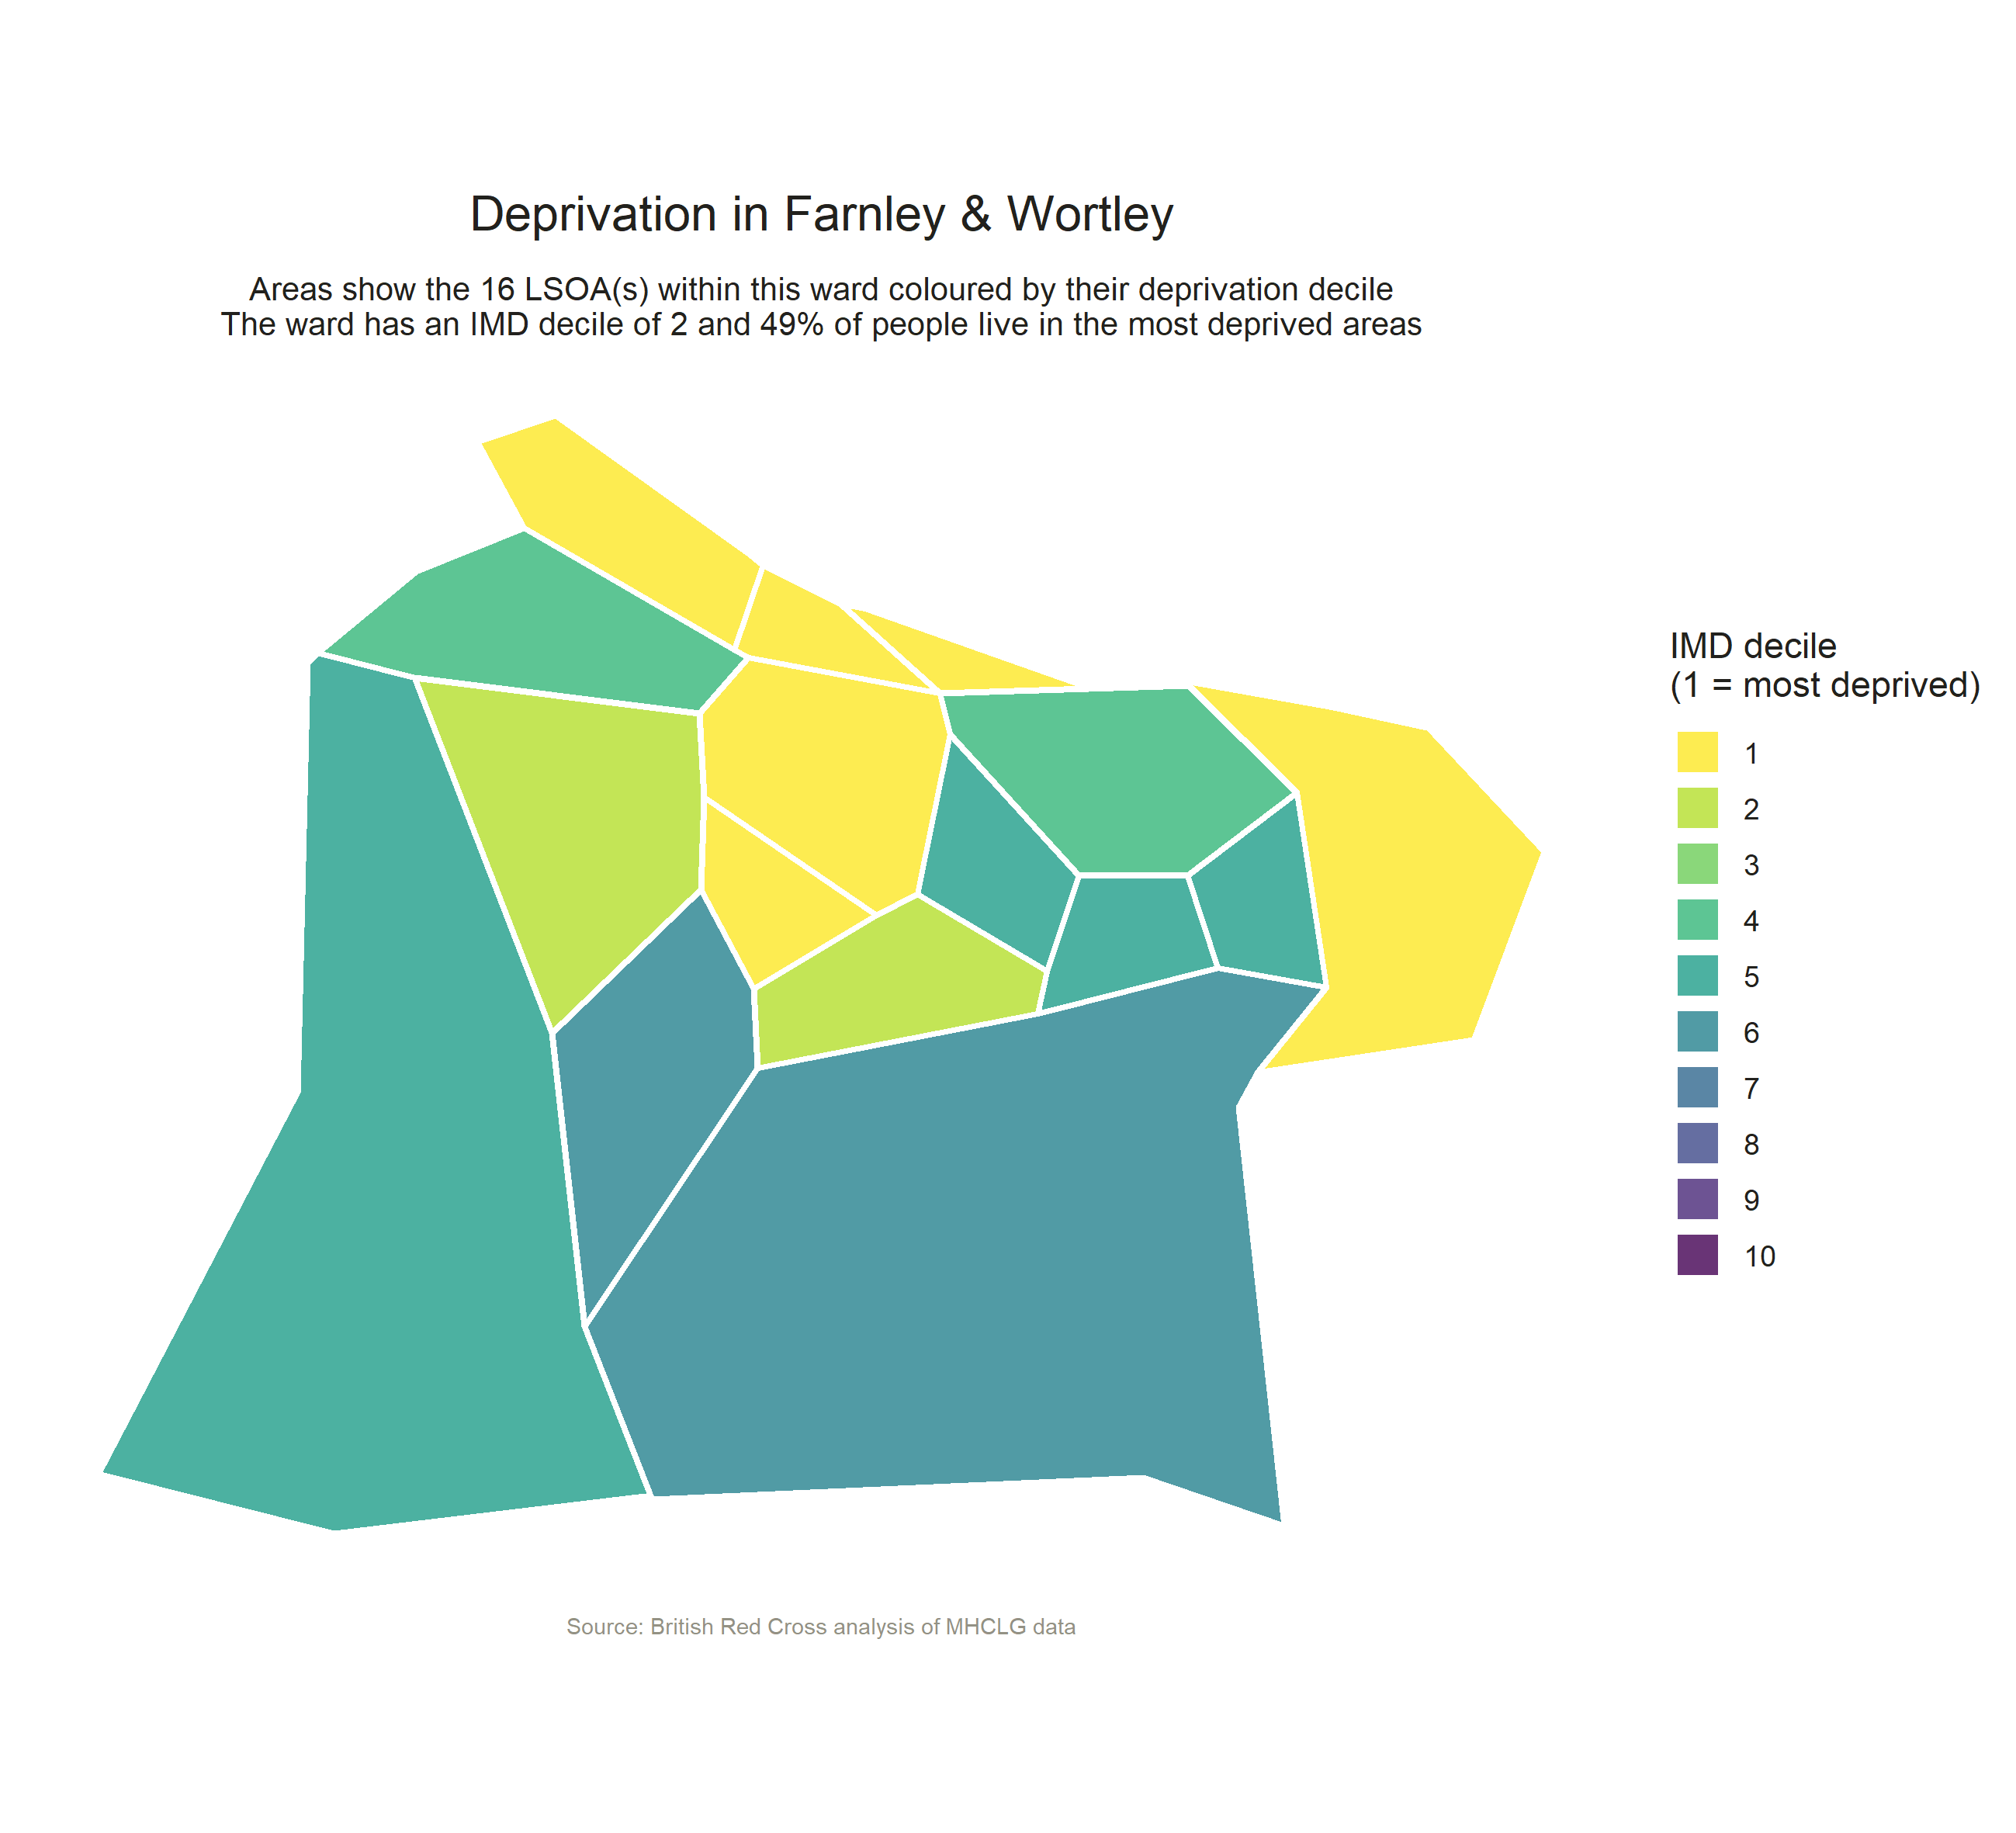 Deprivation in Farnley & Wortley
Areas show the 16 LSOA(s) within this ward coloured by their deprivation decile
The ward has an IMD decile of 2 and 49% of people live in the most deprived areas
IMD decile
(1 = most deprived)
1
2
3
4
5
6
7
8
9
10
Source: British Red Cross analysis of MHCLG data